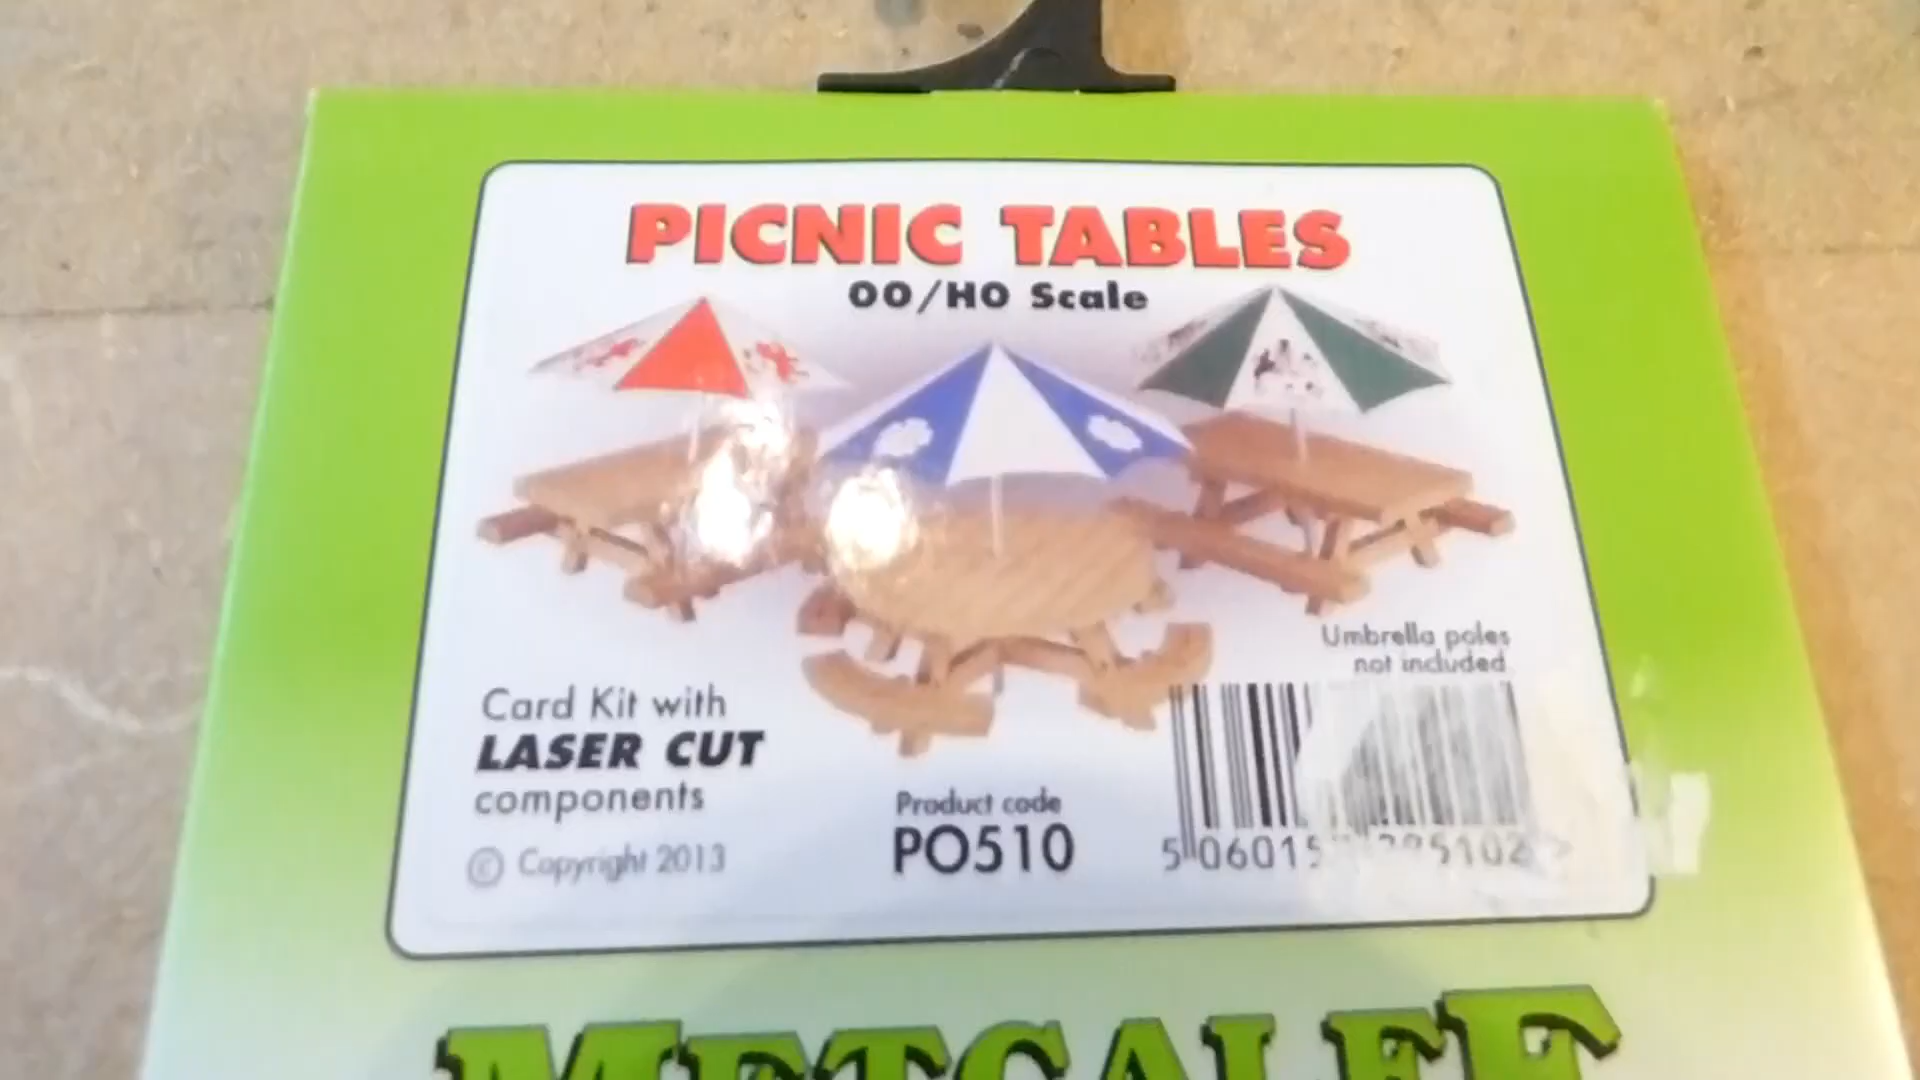 PICNIC TABLES
OO/HO Scale
Umbrella poles
not included
Card Kit with
LASER CUT
components
Product code
PO510
© Copyright 2013
METCALFE